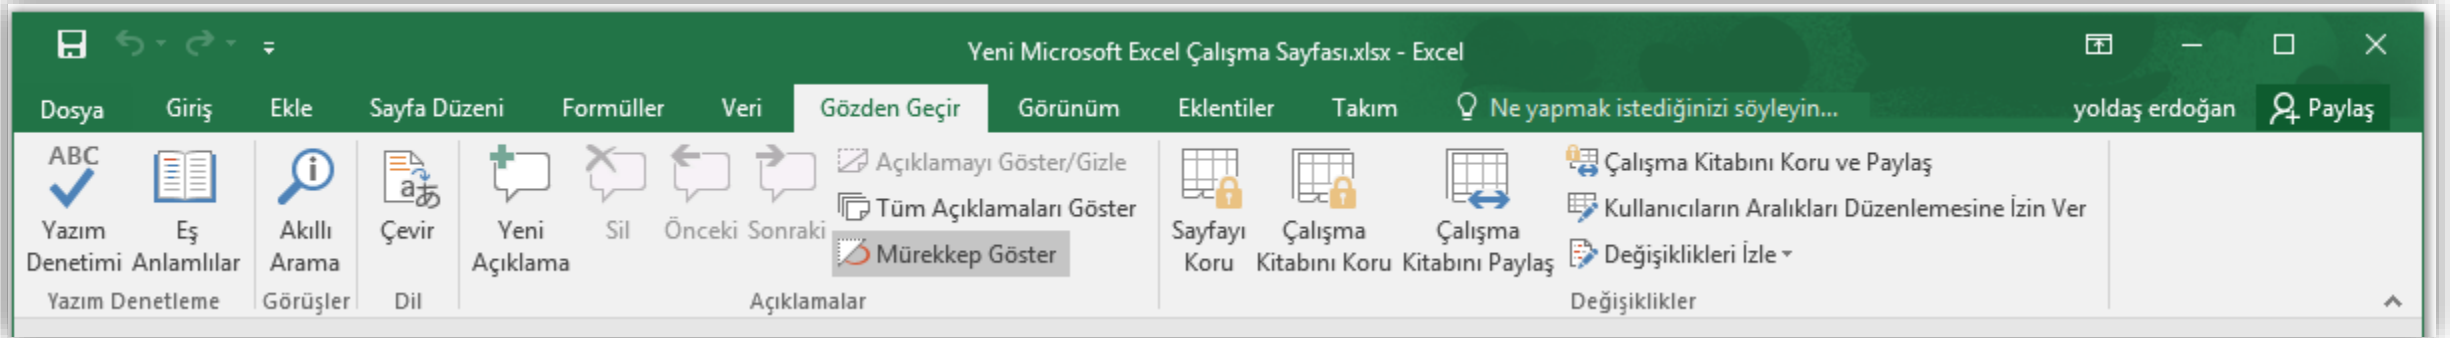 Yeni Microsoft Excel Çalışma Sayfası.xlsx - Excel
Dosya Giriş Ekle Sayfa Düzeni Formüller Veri Gözden Geçir Görünüm Eklentiler Takım Ne yapmak istediğinizi söyleyin... yoldaş erdoğan Paylaş
ABC
Yazım
Denetimi
Eş
Anlamlılar
Yazım Denetleme
Akıllı
Arama
Görüşler
aあ
Çevir
Dil
Yeni
Açıklama
Sil
Önceki
Sonraki
Açıklamayı Göster/Gizle
Tüm Açıklamaları Göster
Mürekkep Göster
Açıklamalar
Sayfayı
Koru
Çalışma
Kitabını Koru
Çalışma
Kitabını Paylaş
Çalışma Kitabını Koru ve Paylaş
Kullanıcıların Aralıkları Düzenlemesine İzin Ver
Değişiklikleri İzle
Değişiklikler